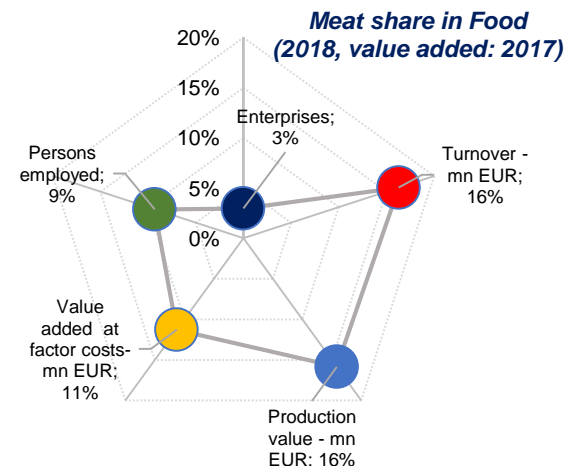 Meat share in Food
(2018, value added: 2017)
20%
15%
10%
5%
0%
Enterprises;
3%
Turnover -
mn EUR;
16%
Production
value - mn
EUR; 16%
Value
added at
factor costs-
mn EUR;
11%
Persons
employed;
9%